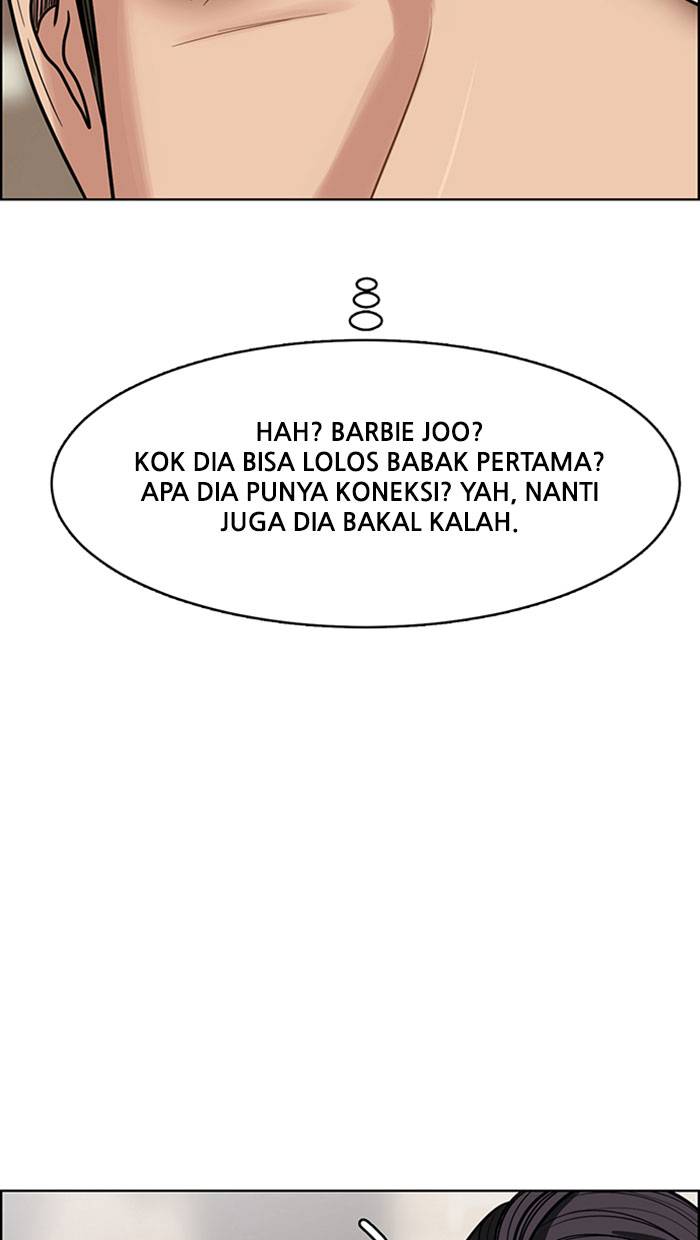 HAH? BARBIE JOO?
KOK DIA BISA LOLOS BABAK PERTAMA?
APA DIA PUNYA KONEKSI? YAH, NANTI
JUGA DIA BAKAL KALAH.